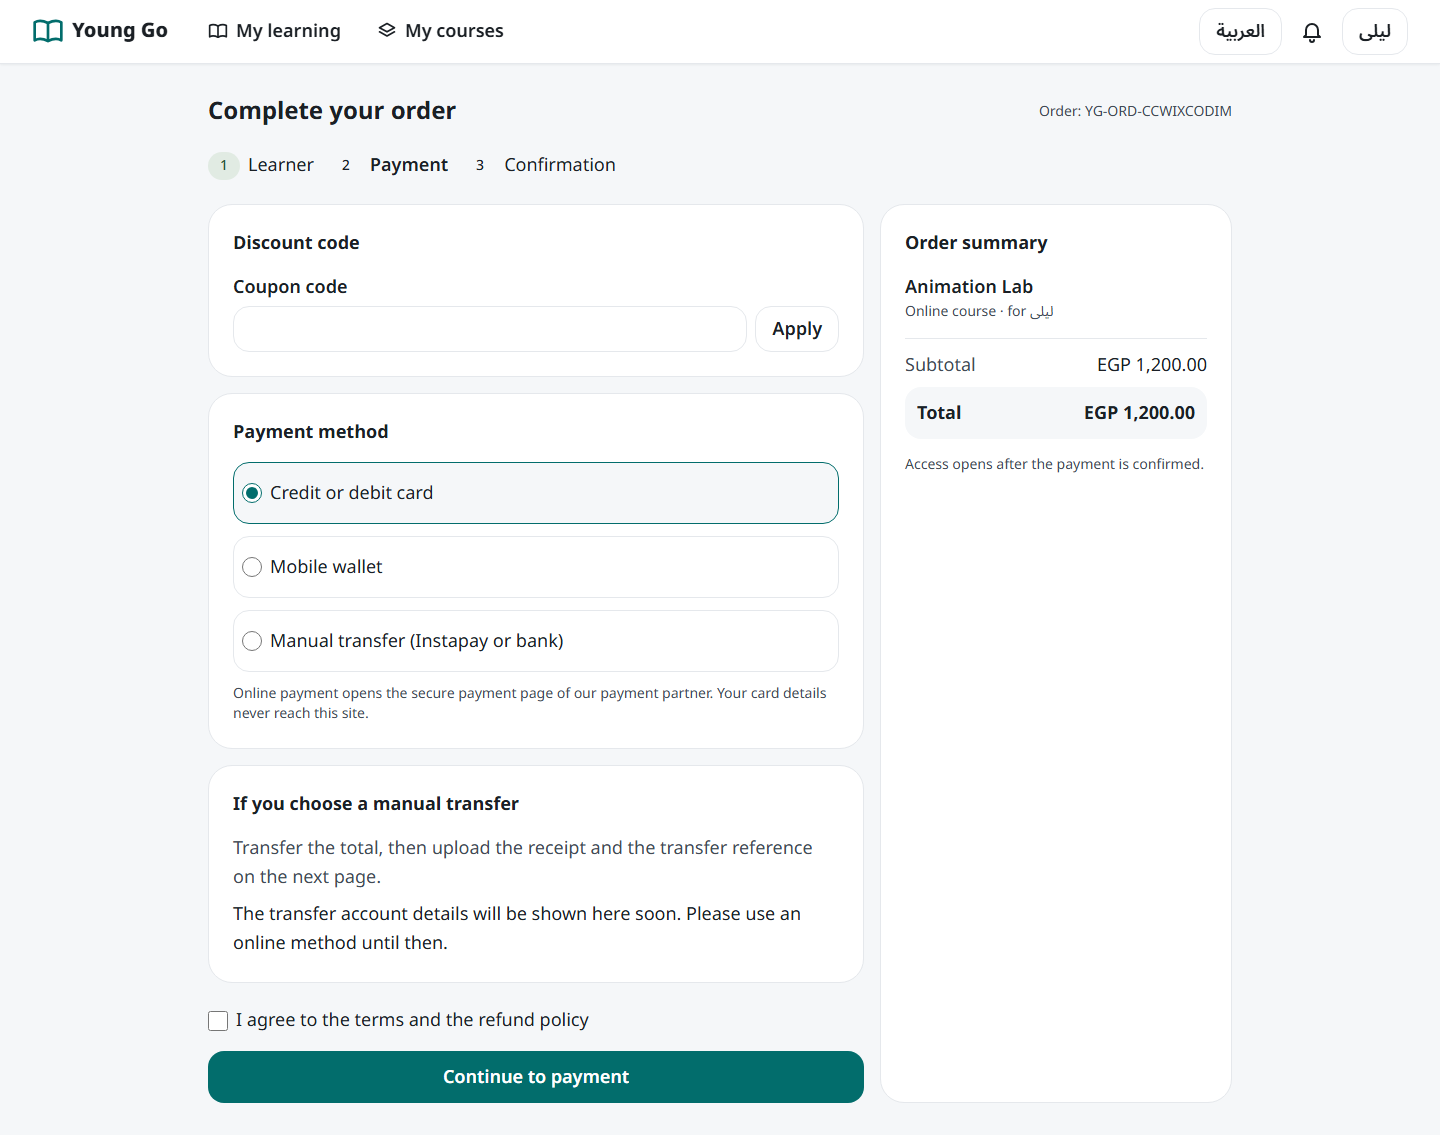 Young Go
My learning
My courses
العربية
ليلى
Complete your order
Order: YG-ORD-CCWIXCODIM
1 Learner 2 Payment 3 Confirmation
Discount code
Coupon code
Apply
Payment method
Credit or debit card
Mobile wallet
Manual transfer (Instapay or bank)
Online payment opens the secure payment page of our payment partner. Your card details
never reach this site.
If you choose a manual transfer
Transfer the total, then upload the receipt and the transfer reference
on the next page.
The transfer account details will be shown here soon. Please use an
online method until then.
I agree to the terms and the refund policy
Continue to payment
Order summary
Animation Lab
Online course · for ليلى
Subtotal EGP 1,200.00
Total EGP 1,200.00
Access opens after the payment is confirmed.